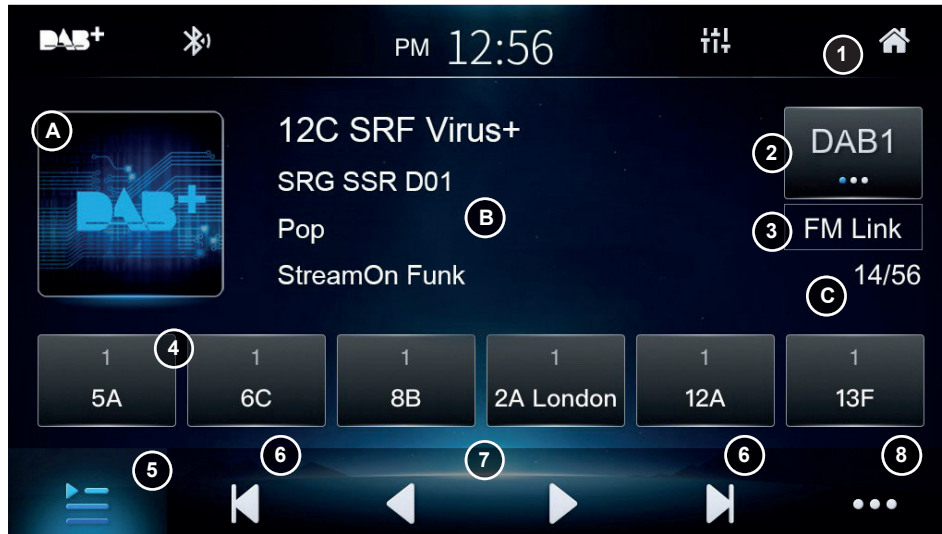 DAB+
PM 12:56
1
A
DAB+
12C SRF Virus+
SRG SSR D01
Pop
StreamOn Funk
B
2
DAB1
3
FM Link
14/56
C
4
1
5A
1
6C
1
8B
1
2A London
1
12A
1
13F
5
6
7
6
8